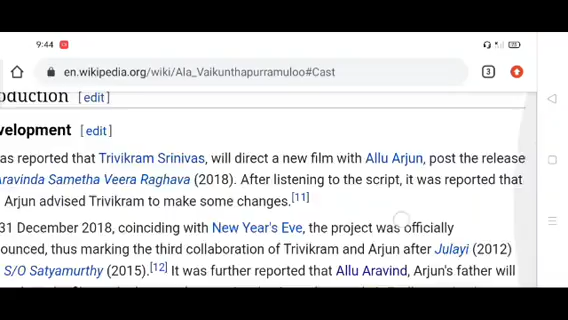 9:44
en.wikipedia.org/wiki/Ala_Vaikunthapurramuloo#Cast 3
oduction [edit]
velopment [edit]
as reported that Trivikram Srinivas, will direct a new film with Allu Arjun, post the release
Aravinda Sametha Veera Raghava (2018). After listening to the script, it was reported that
Arjun advised Trivikram to make some changes.[11]
31 December 2018, coinciding with New Year's Eve, the project was officially
ounced, thus marking the third collaboration of Trivikram and Arjun after Julayi (2012)
S/O Satyamurthy (2015).[12] It was further reported that Allu Aravind, Arjun's father will